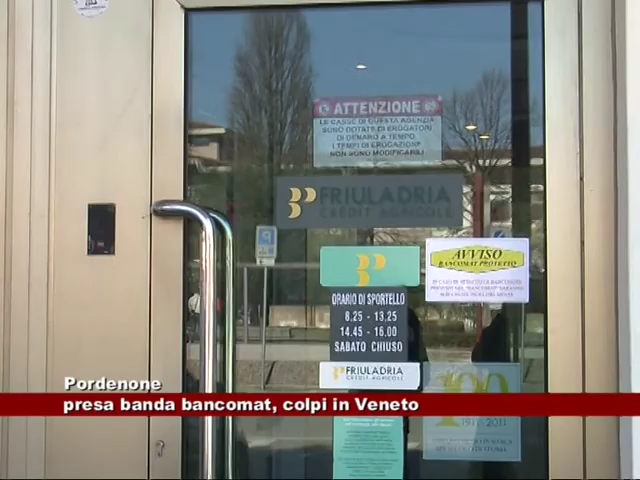 ATTENZIONE
LE CASSE DI QUESTA AGENZIA
SONO DOTATE DI EROGATORI
DI DENARO A TEMPO.
I TEMPI DI EROGAZIONE
NON SONO MODIFICABILI
FRIULADRIA
CRÉDIT AGRICOLE
AVVISO
BANCOMAT PROTETTO
ORARIO DI SPORTELLO
8.25 - 13.25
14.45 - 16.00
SABATO CHIUSO
FRIULADRIA
CRÉDIT AGRICOLE
Pordenone
presa banda bancomat, colpi in Veneto